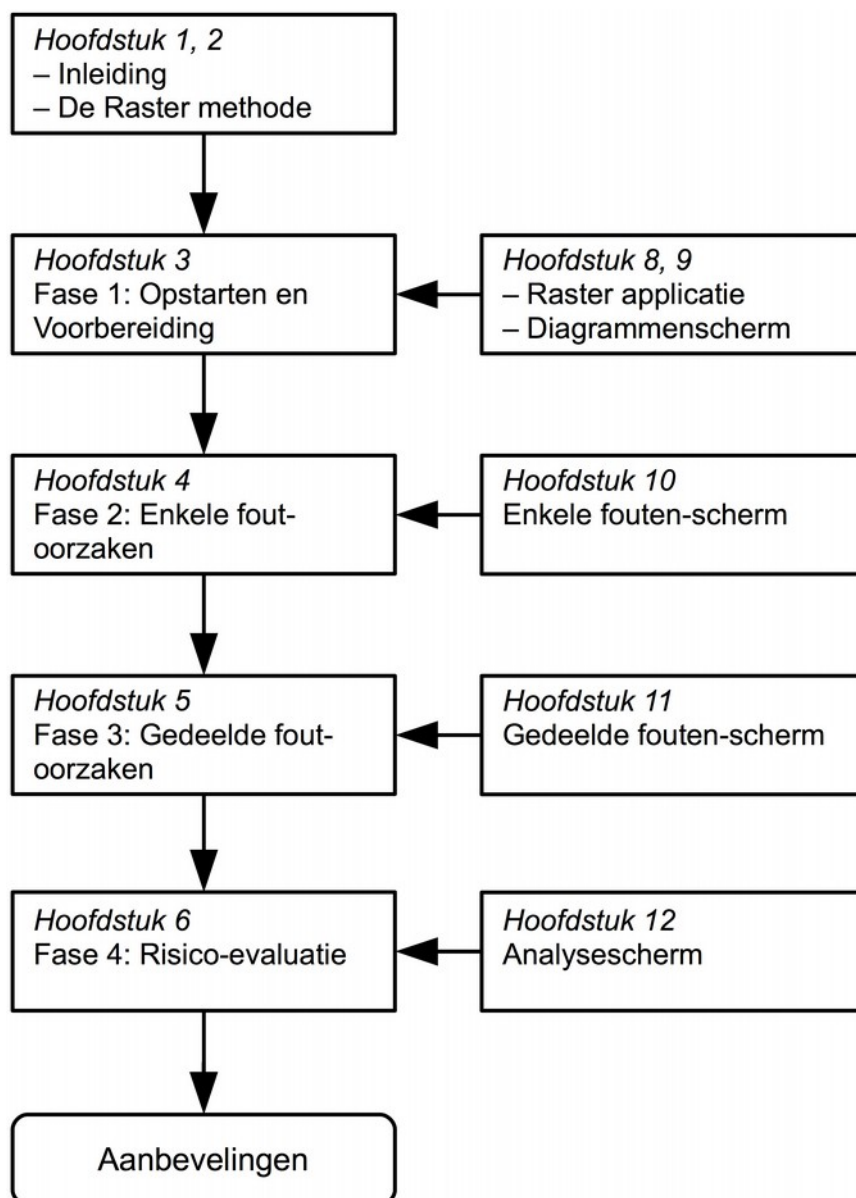 Hoofdstuk 1, 2
– Inleiding
– De Raster methode
Hoofdstuk 3
Fase 1: Opstarten en
Voorbereiding
Hoofdstuk 8, 9
– Raster applicatie
– Diagrammenscherm
Hoofdstuk 4
Fase 2: Enkele fout-
oorzaken
Hoofdstuk 10
Enkele fouten-scherm
Hoofdstuk 5
Fase 3: Gedeelde fout-
oorzaken
Hoofdstuk 11
Gedeelde fouten-scherm
Hoofdstuk 6
Fase 4: Risico-evaluatie
Hoofdstuk 12
Analysescherm
Aanbevelingen